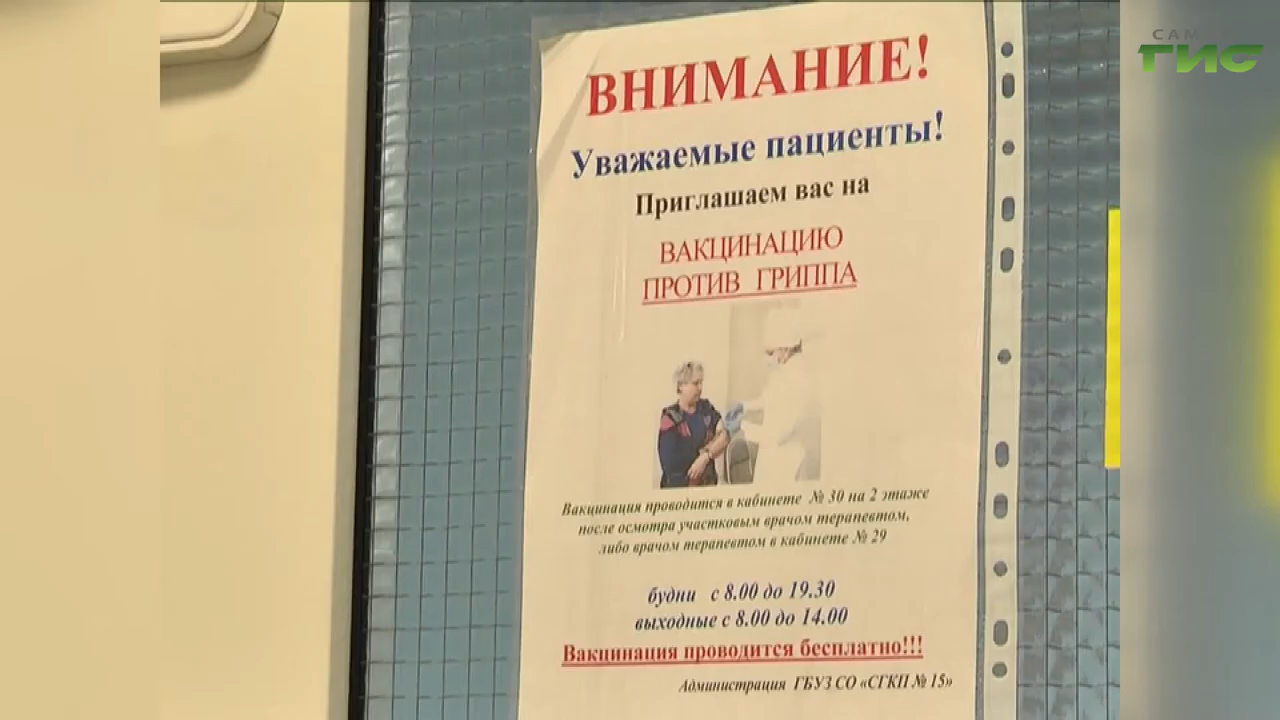 ВНИМАНИЕ!
Уважаемые пациенты!
Приглашаем вас на
ВАКЦИНАЦИЮ
ПРОТИВ ГРИППА
Вакцинация проводится в кабинете № 30 на 2 этаже
после осмотра участковым врачом терапевтом,
либо врачом терапевтом в кабинете № 29
будни с 8.00 до 19.30
выходные с 8.00 до 14.00
Вакцинация проводится бесплатно!!!
Администрация ГБУЗ СО «СГКП № 15»
ГИС